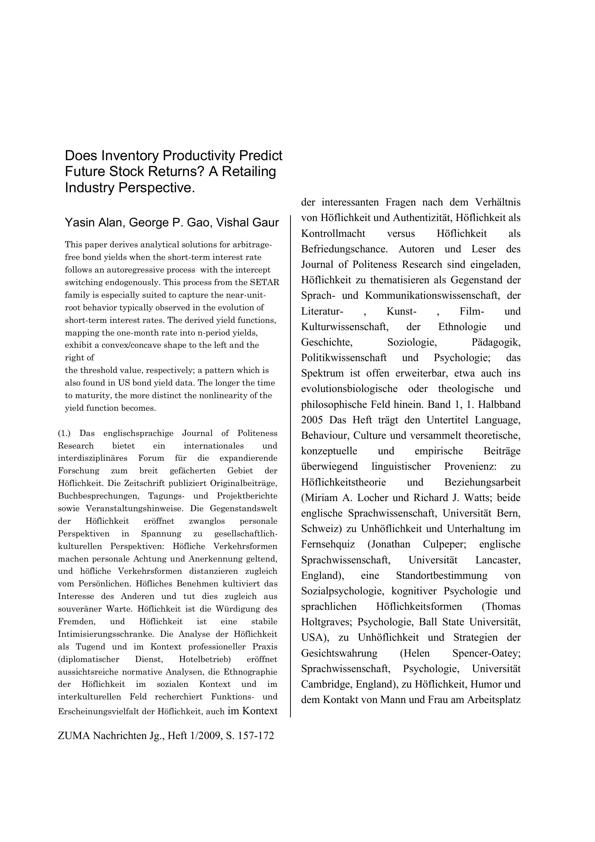 Does Inventory Productivity Predict
Future Stock Returns? A Retailing
Industry Perspective.
Yasin Alan, George P. Gao, Vishal Gaur
This paper derives analytical solutions for arbitrage-
free bond yields when the short-term interest rate
follows an autoregressive process with the intercept
switching endogenously. This process from the SETAR
family is especially suited to capture the near-unit-
root behavior typically observed in the evolution of
short-term interest rates. The derived yield functions,
mapping the one-month rate into n-period yields,
exhibit a convex/concave shape to the left and the
right of
the threshold value, respectively; a pattern which is
also found in US bond yield data. The longer the time
to maturity, the more distinct the nonlinearity of the
yield function becomes.
(1.) Das englischsprachige Journal of Politeness
Research bietet ein internationales und
interdisziplinäres Forum für die expandierende
Forschung zum breit gefächerten Gebiet der
Höflichkeit. Die Zeitschrift publiziert Originalbeiträge,
Buchbesprechungen, Tagungs- und Projektberichte
sowie Veranstaltungshinweise. Die Gegenstandswelt
der Höflichkeit eröffnet zwanglos personale
Perspektiven in Spannung zu gesellschaftlich-
kulturellen Perspektiven: Höfliche Verkehrsformen
machen personale Achtung und Anerkennung geltend,
und höfliche Verkehrsformen distanzieren zugleich
vom Persönlichen. Höfliches Benehmen kultiviert das
Interesse des Anderen und tut dies zugleich aus
souveräner Warte. Höflichkeit ist die Würdigung des
Fremden, und Höflichkeit ist eine stabile
Intimisierungsschranke. Die Analyse der Höflichkeit
als Tugend und im Kontext professioneller Praxis
(diplomatischer Dienst, Hotelbetrieb) eröffnet
aussichtsreiche normative Analysen, die Ethnographie
der Höflichkeit im sozialen Kontext und im
interkulturellen Feld recherchiert Funktions- und
Erscheinungsvielfalt der Höflichkeit, auch im Kontext
der interessanten Fragen nach dem Verhältnis
von Höflichkeit und Authentizität, Höflichkeit als
Kontrollmacht versus Höflichkeit als
Befriedungschance. Autoren und Leser des
Journal of Politeness Research sind eingeladen,
Höflichkeit zu thematisieren als Gegenstand der
Sprach- und Kommunikationswissenschaft, der
Literatur- , Kunst- , Film- und
Kulturwissenschaft, der Ethnologie und
Geschichte, Soziologie, Pädagogik,
Politikwissenschaft und Psychologie; das
Spektrum ist offen erweiterbar, etwa auch ins
evolutionsbiologische oder theologische und
philosophische Feld hinein. Band 1, 1. Halbband
2005 Das Heft trägt den Untertitel Language,
Behaviour, Culture und versammelt theoretische,
konzeptuelle und empirische Beiträge
überwiegend linguistischer Provenienz: zu
Höflichkeitstheorie und Beziehungsarbeit
(Miriam A. Locher und Richard J. Watts; beide
englische Sprachwissenschaft, Universität Bern,
Schweiz) zu Unhöflichkeit und Unterhaltung im
Fernsehquiz (Jonathan Culpeper; englische
Sprachwissenschaft, Universität Lancaster,
England), eine Standortbestimmung von
Sozialpsychologie, kognitiver Psychologie und
sprachlichen Höflichkeitsformen (Thomas
Holtgraves; Psychologie, Ball State Universität,
USA), zu Unhöflichkeit und Strategien der
Gesichtswahrung (Helen Spencer-Oatey;
Sprachwissenschaft, Psychologie, Universität
Cambridge, England), zu Höflichkeit, Humor und
dem Kontakt von Mann und Frau am Arbeitsplatz
ZUMA Nachrichten Jg., Heft 1/2009, S. 157-172